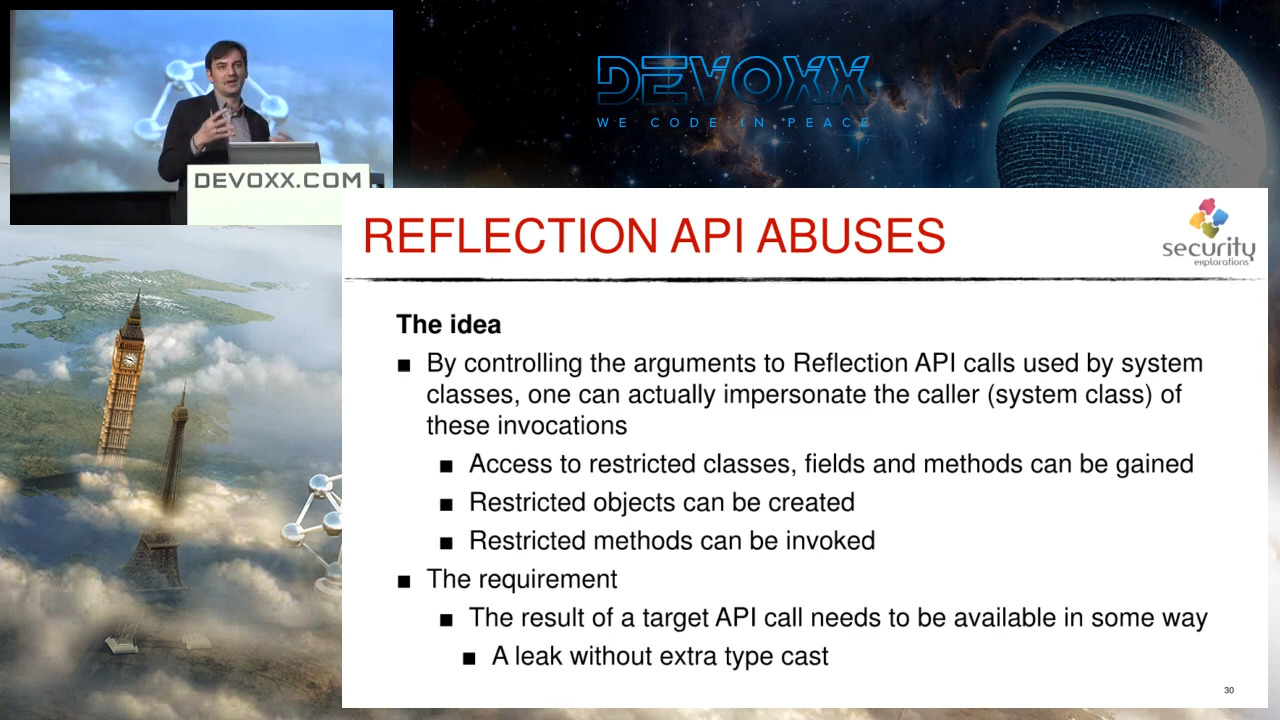 DEVOXX
WE CODE IN PEACE
DEVOXX.COM
REFLECTION API ABUSES
security
explorations
The idea
■ By controlling the arguments to Reflection API calls used by system
classes, one can actually impersonate the caller (system class) of
these invocations
■ Access to restricted classes, fields and methods can be gained
■ Restricted objects can be created
■ Restricted methods can be invoked
■ The requirement
■ The result of a target API call needs to be available in some way
■ A leak without extra type cast
30